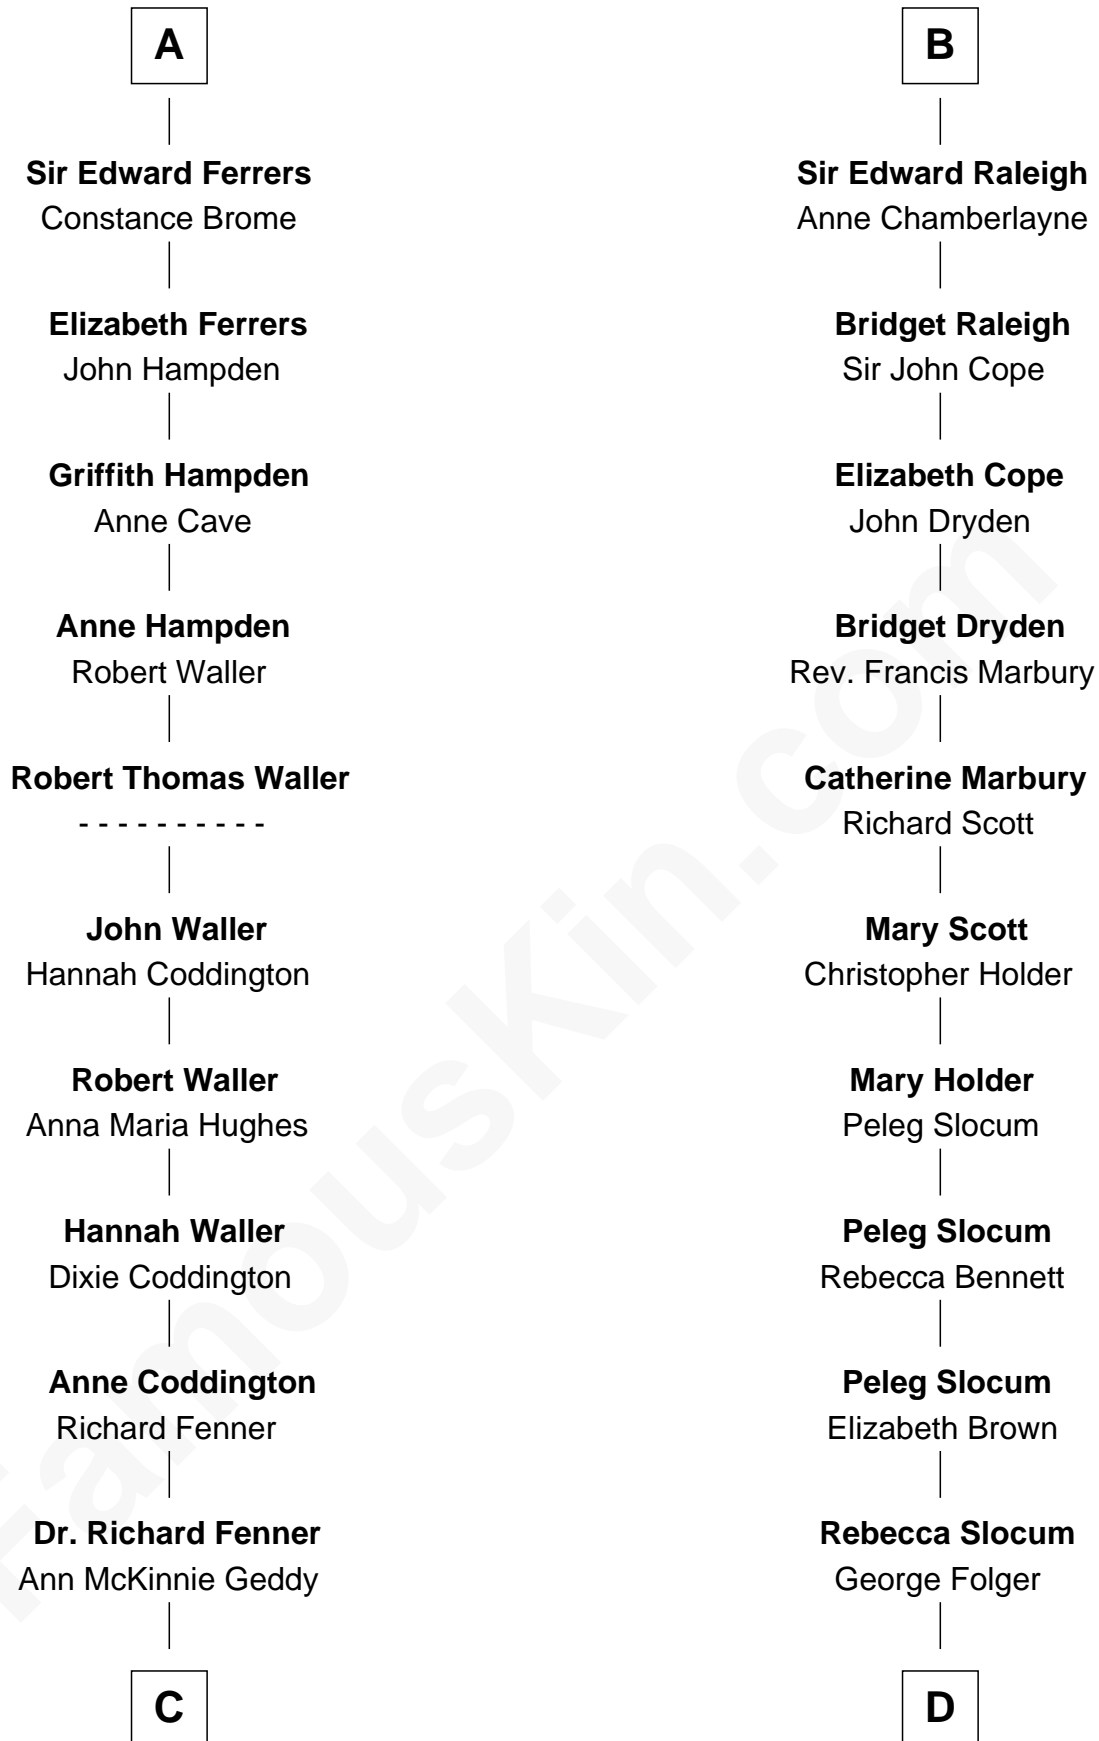 A
Sir Edward Ferrers
Constance Brome
Elizabeth Ferrers
John Hampden
Griffith Hampden
Anne Cave
Anne Hampden
Robert Waller
Robert Thomas Waller
- - - - - - - - - -
John Waller
Hannah Coddington
Robert Waller
Anna Maria Hughes
Hannah Waller
Dixie Coddington
Anne Coddington
Richard Fenner
Dr. Richard Fenner
Ann McKinnie Geddy
C
B
Sir Edward Raleigh
Anne Chamberlayne
Bridget Raleigh
Sir John Cope
Elizabeth Cope
John Dryden
Bridget Dryden
Rev. Francis Marbury
Catherine Marbury
Richard Scott
Mary Scott
Christopher Holder
Mary Holder
Peleg Slocum
Peleg Slocum
Rebecca Bennett
Peleg Slocum
Elizabeth Brown
Rebecca Slocum
George Folger
D
FamousKin.com